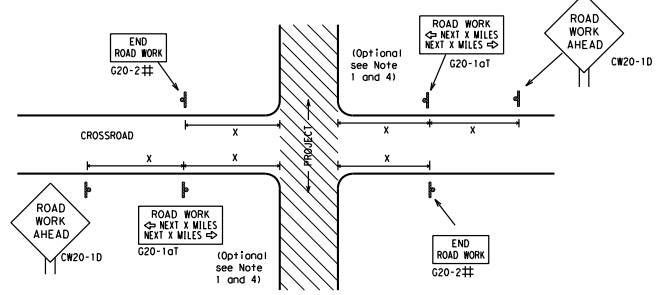 END
ROAD WORK
G20-2⌗
(Optional
see Note
1 and 4)
ROAD WORK
⇦ NEXT X MILES
NEXT X MILES ⇨
G20-1aT
ROAD
WORK
AHEAD
CW20-1D
X
X
X
CROSSROAD
PROJECT
X
X
X
ROAD
WORK
AHEAD
CW20-1D
ROAD WORK
⇦ NEXT X MILES
NEXT X MILES ⇨
G20-1aT
(Optional
see Note
1 and 4)
END
ROAD WORK
G20-2⌗